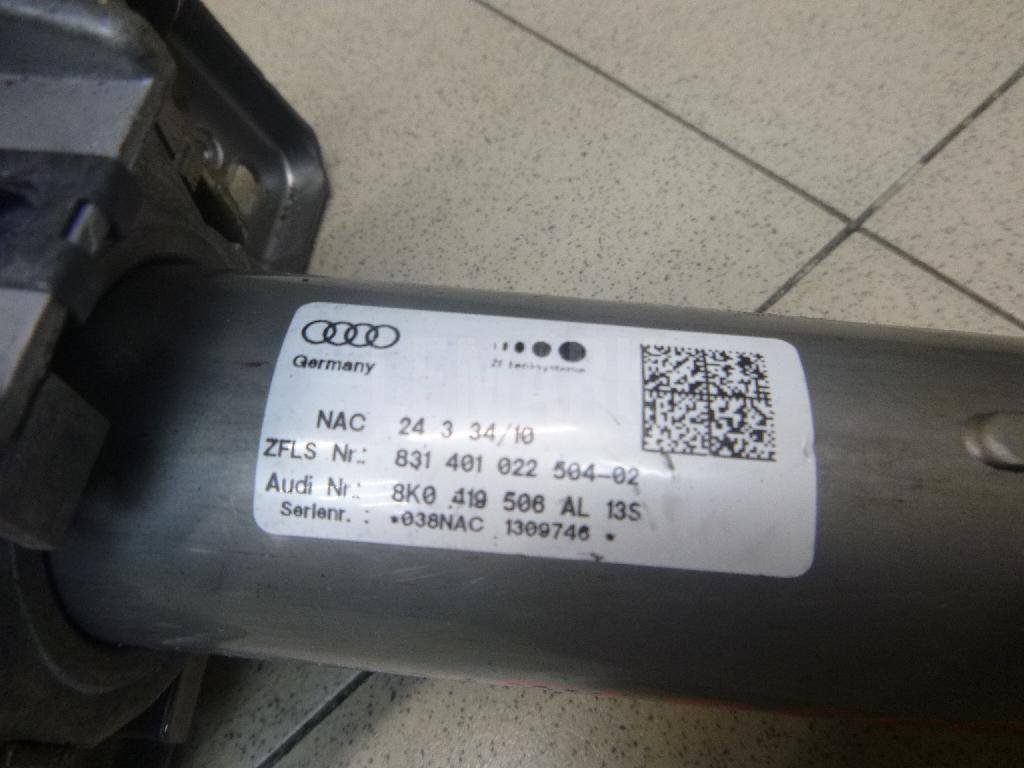 Germany
ZF Lenksysteme
NAC 24 3 34/10
ZFLS Nr.: 831 401 022 504-02
Audi Nr.: 8K0 419 506 AL 13S
Serienr. : *038NAC 1309746 *